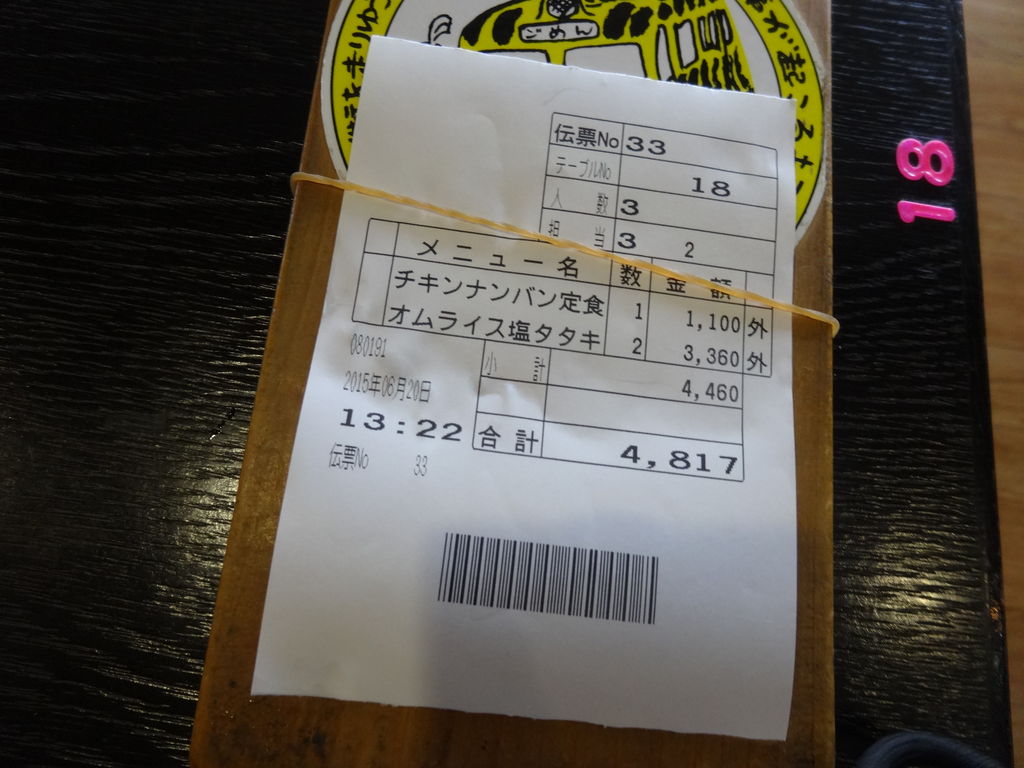 ごめん
伝票No 33
テーブルNo 18
人数 3
担当 3 2
メニュー名 数 金額
チキンナンバン定食 1 1,100 外
オムライス塩タタキ 2 3,360 外
小計 4,460
合計 4,817
080191
2015年06月20日
13:22
伝票No 33
18